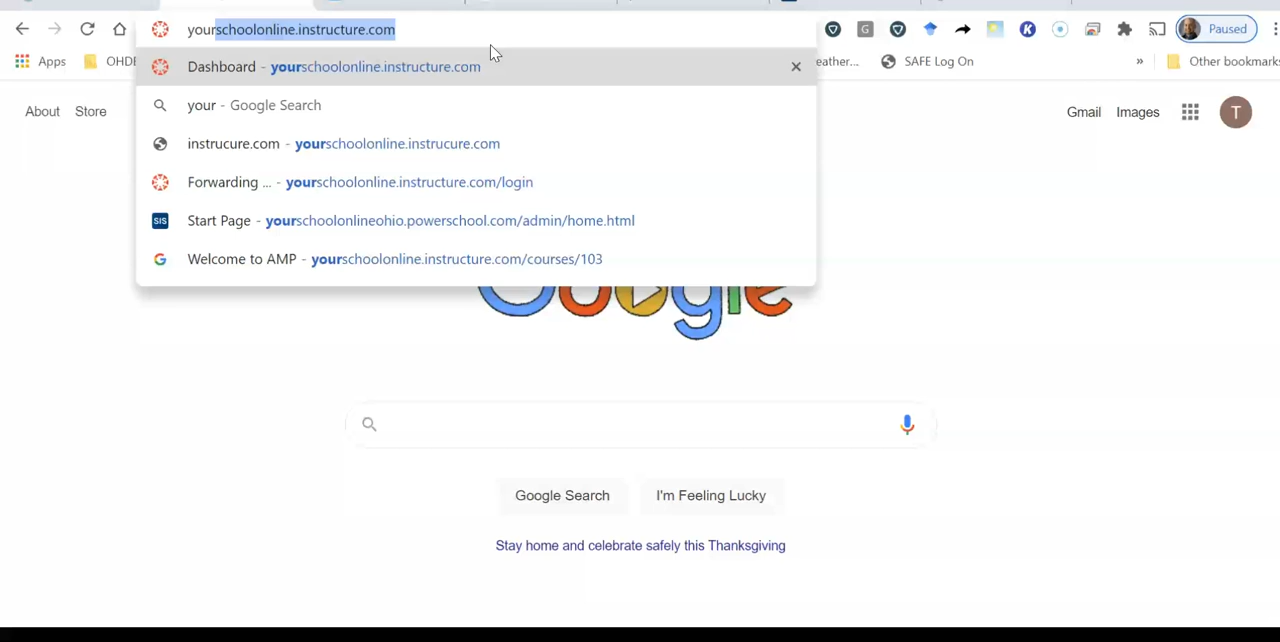 yourschoolonline.instructure.com
Paused
Apps
OHDE
eather...
SAFE Log On
»
Other bookmarks
Dashboard - yourschoolonline.instructure.com
your - Google Search
instrucure.com - yourschoolonline.instrucure.com
Forwarding ... - yourschoolonline.instructure.com/login
SIS Start Page - yourschoolonlineohio.powerschool.com/admin/home.html
G Welcome to AMP - yourschoolonline.instructure.com/courses/103
About Store
Gmail Images
T
Google
Google Search
I'm Feeling Lucky
Stay home and celebrate safely this Thanksgiving